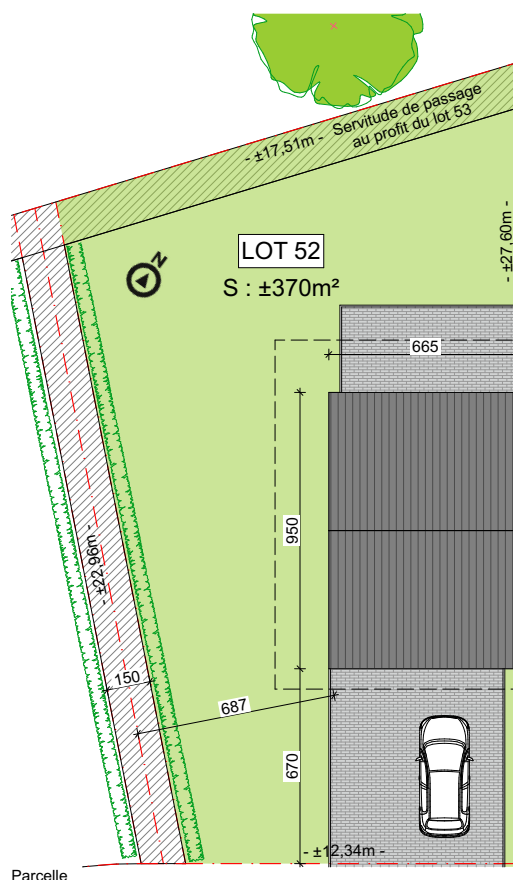 - ±17,51m - Servitude de passage
au profit du lot 53
- ±27,60m -
N
LOT 52
S : ±370m²
665
950
- ±22,96m -
150
687
670
- ±12,34m -
Parcelle